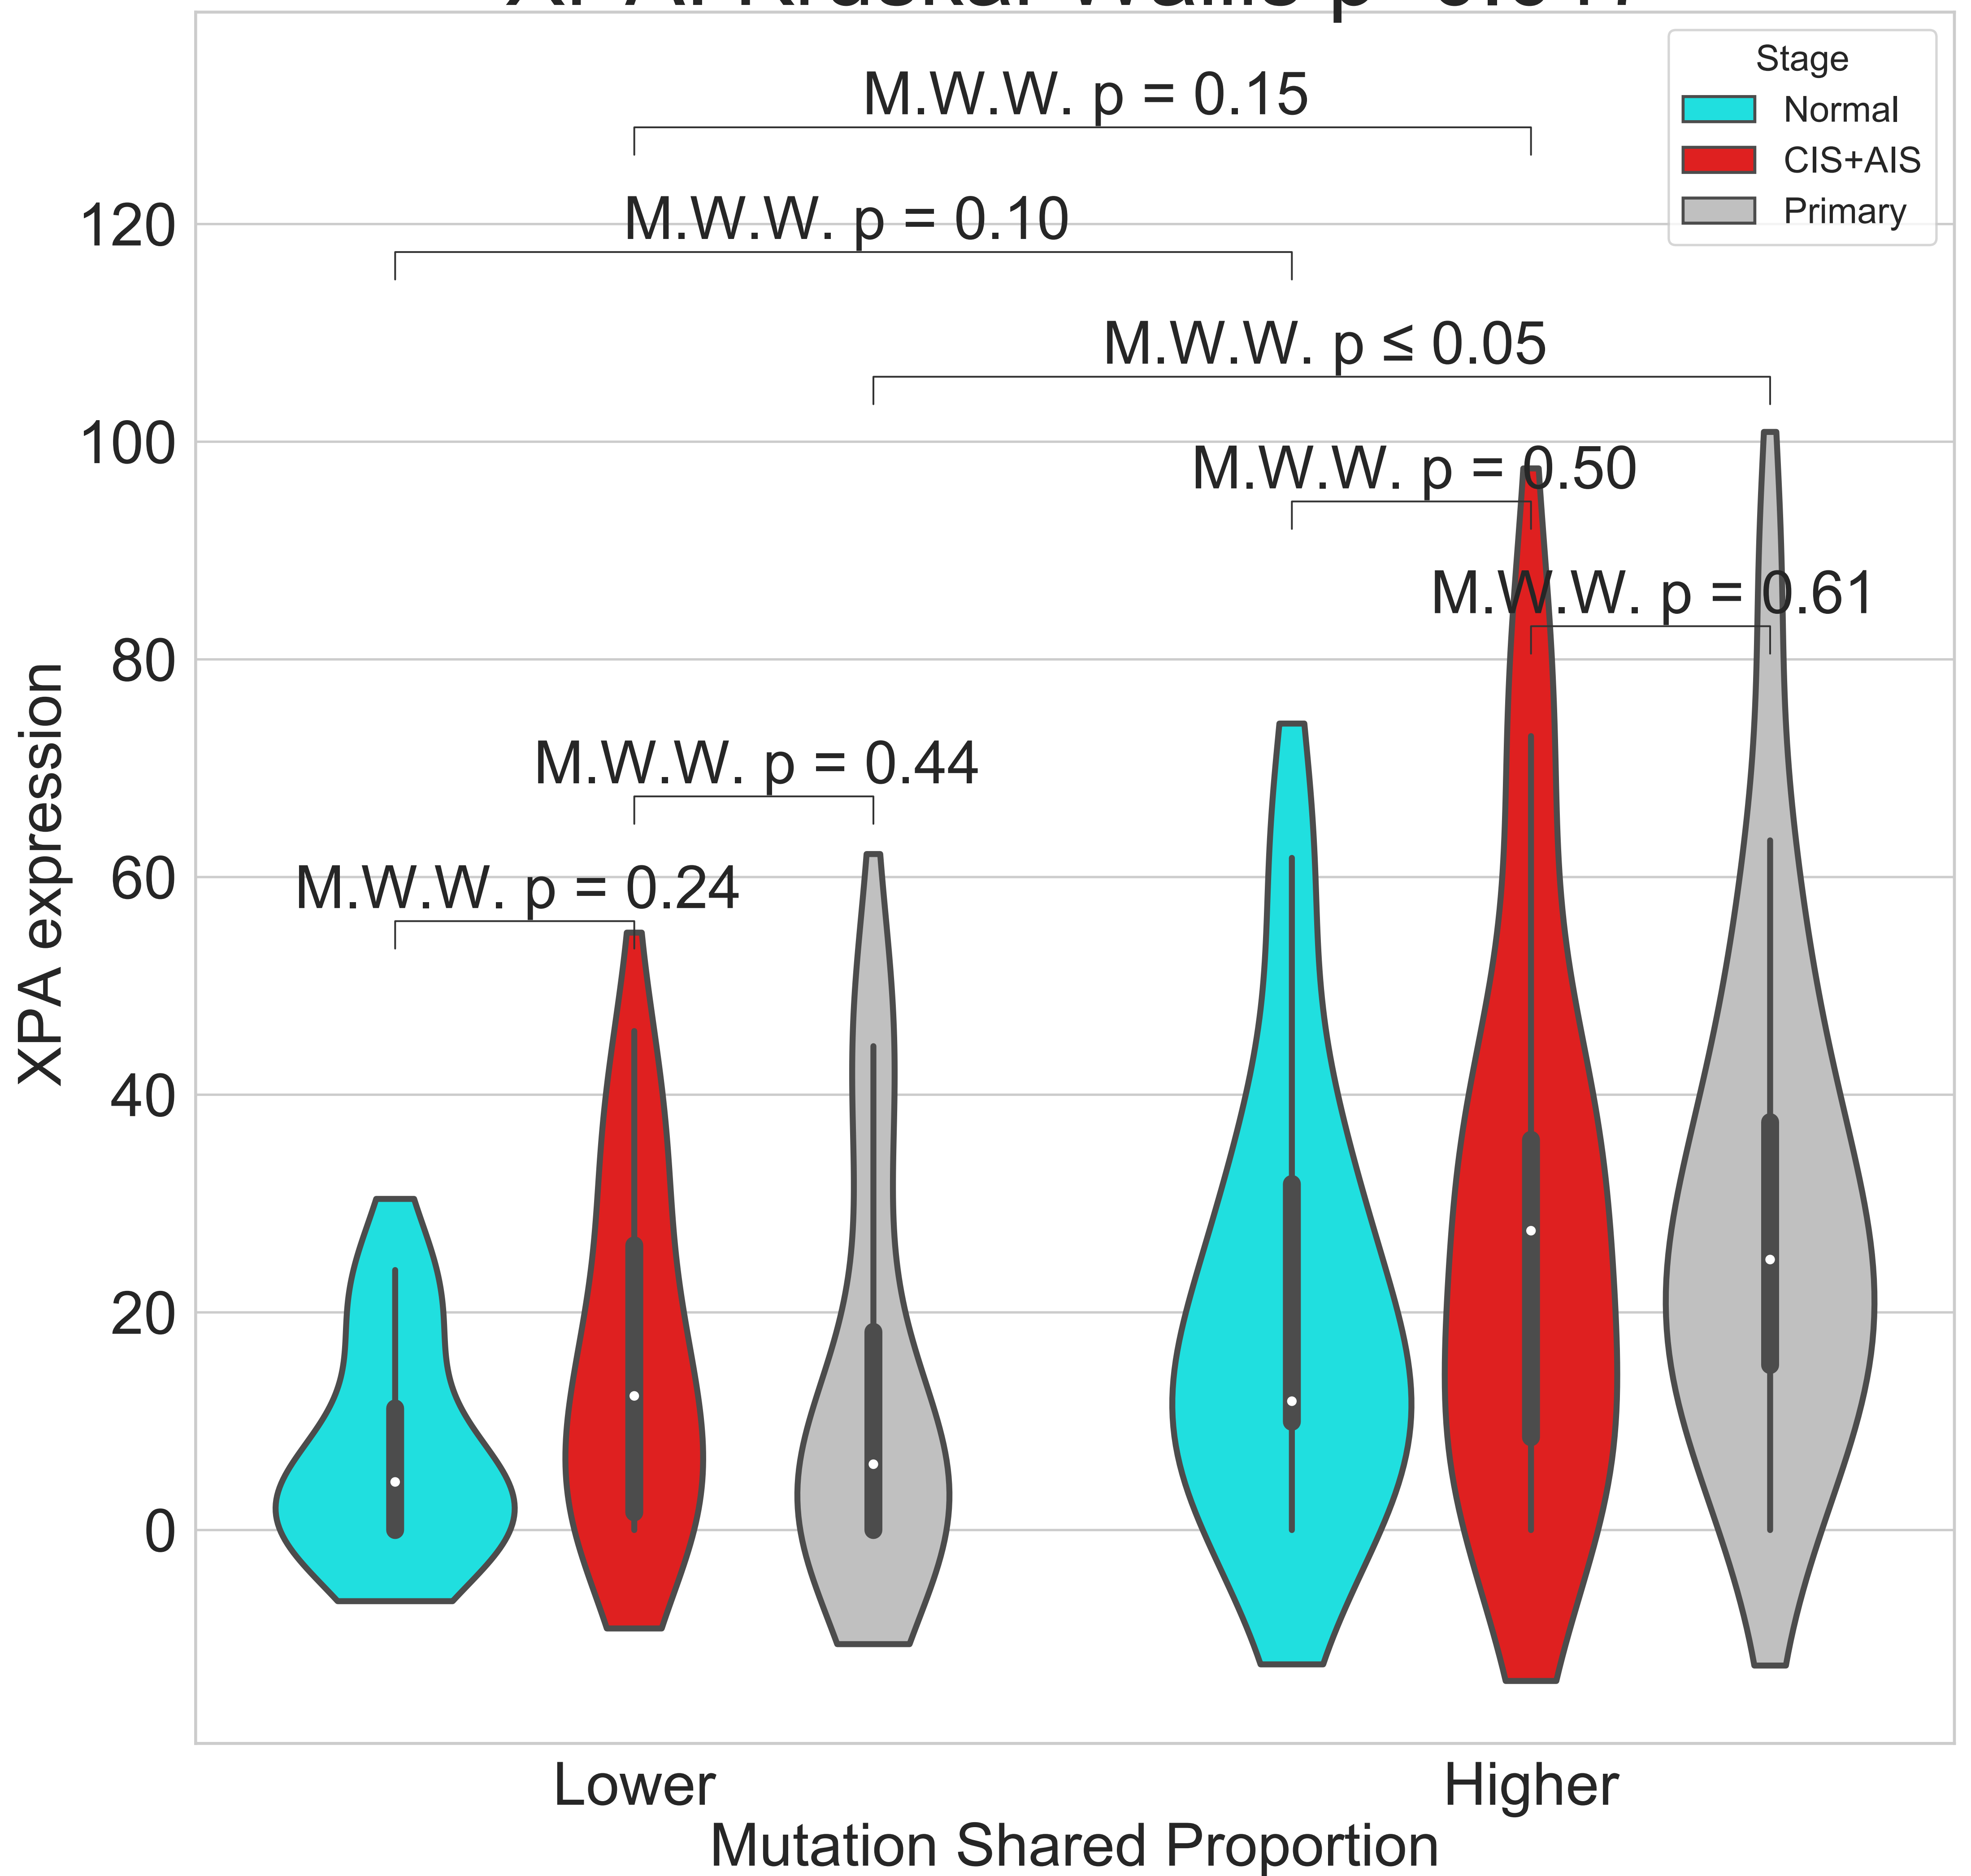 Stage
Normal
CIS+AIS
Primary
M.W.W. p = 0.15
M.W.W. p = 0.10
M.W.W. p ≤ 0.05
M.W.W. p = 0.50
M.W.W. p = 0.61
M.W.W. p = 0.44
M.W.W. p = 0.24
120
100
80
60
40
20
0
XPA expression
Lower
Higher
Mutation Shared Proportion